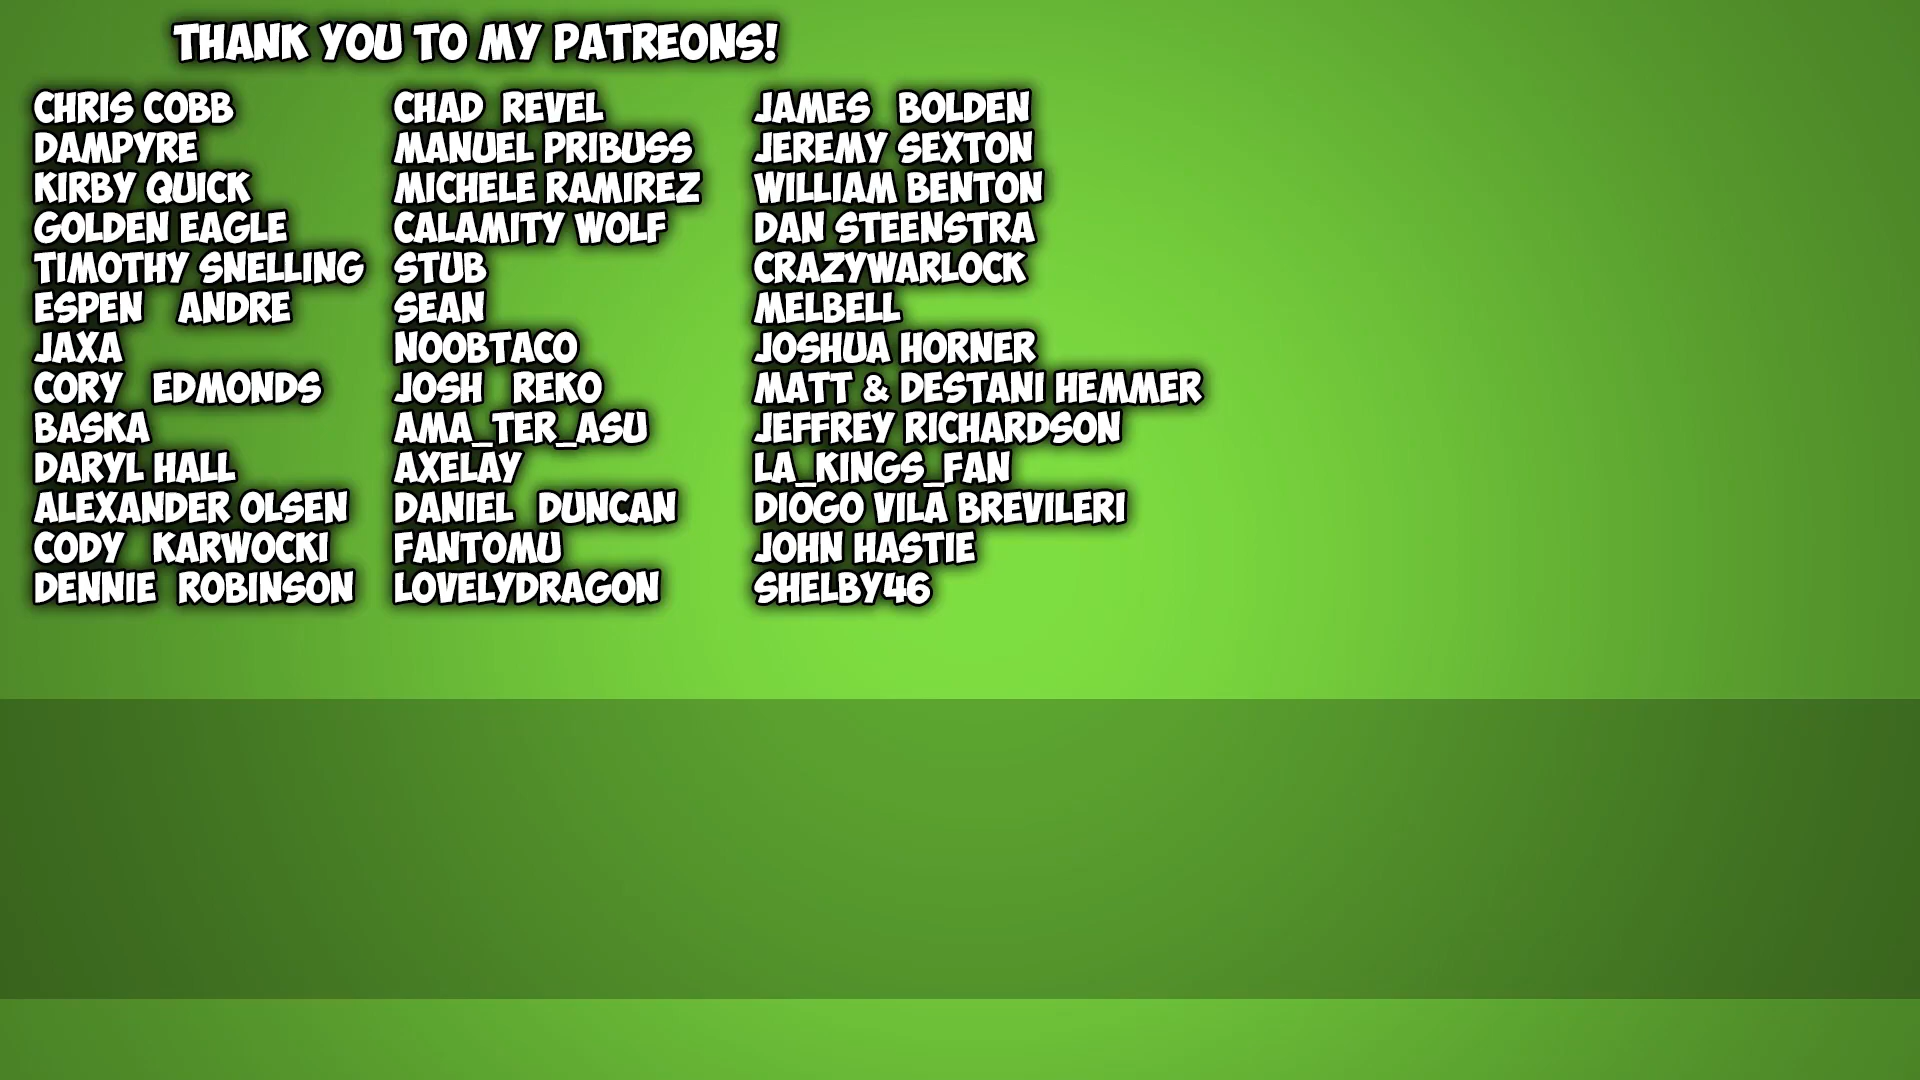 THANK YOU TO MY PATREONS!
CHRIS COBB
DAMPYRE
KIRBY QUICK
GOLDEN EAGLE
TIMOTHY SNELLING
ESPEN ANDRE
JAXA
CORY EDMONDS
BASKA
DARYL HALL
ALEXANDER OLSEN
CODY KARWOCKI
DENNIE ROBINSON
CHAD REVEL
MANUEL PRIBUSS
MICHELE RAMIREZ
CALAMITY WOLF
STUB
SEAN
NOOBTACO
JOSH REKO
AMA_TER_ASU
AXELAY
DANIEL DUNCAN
FANTOMU
LOVELYDRAGON
JAMES BOLDEN
JEREMY SEXTON
WILLIAM BENTON
DAN STEENSTRA
CRAZYWARLOCK
MELBELL
JOSHUA HORNER
MATT & DESTANI HEMMER
JEFFREY RICHARDSON
LA_KINGS_FAN
DIOGO VILA BREVILERI
JOHN HASTIE
SHELBY46